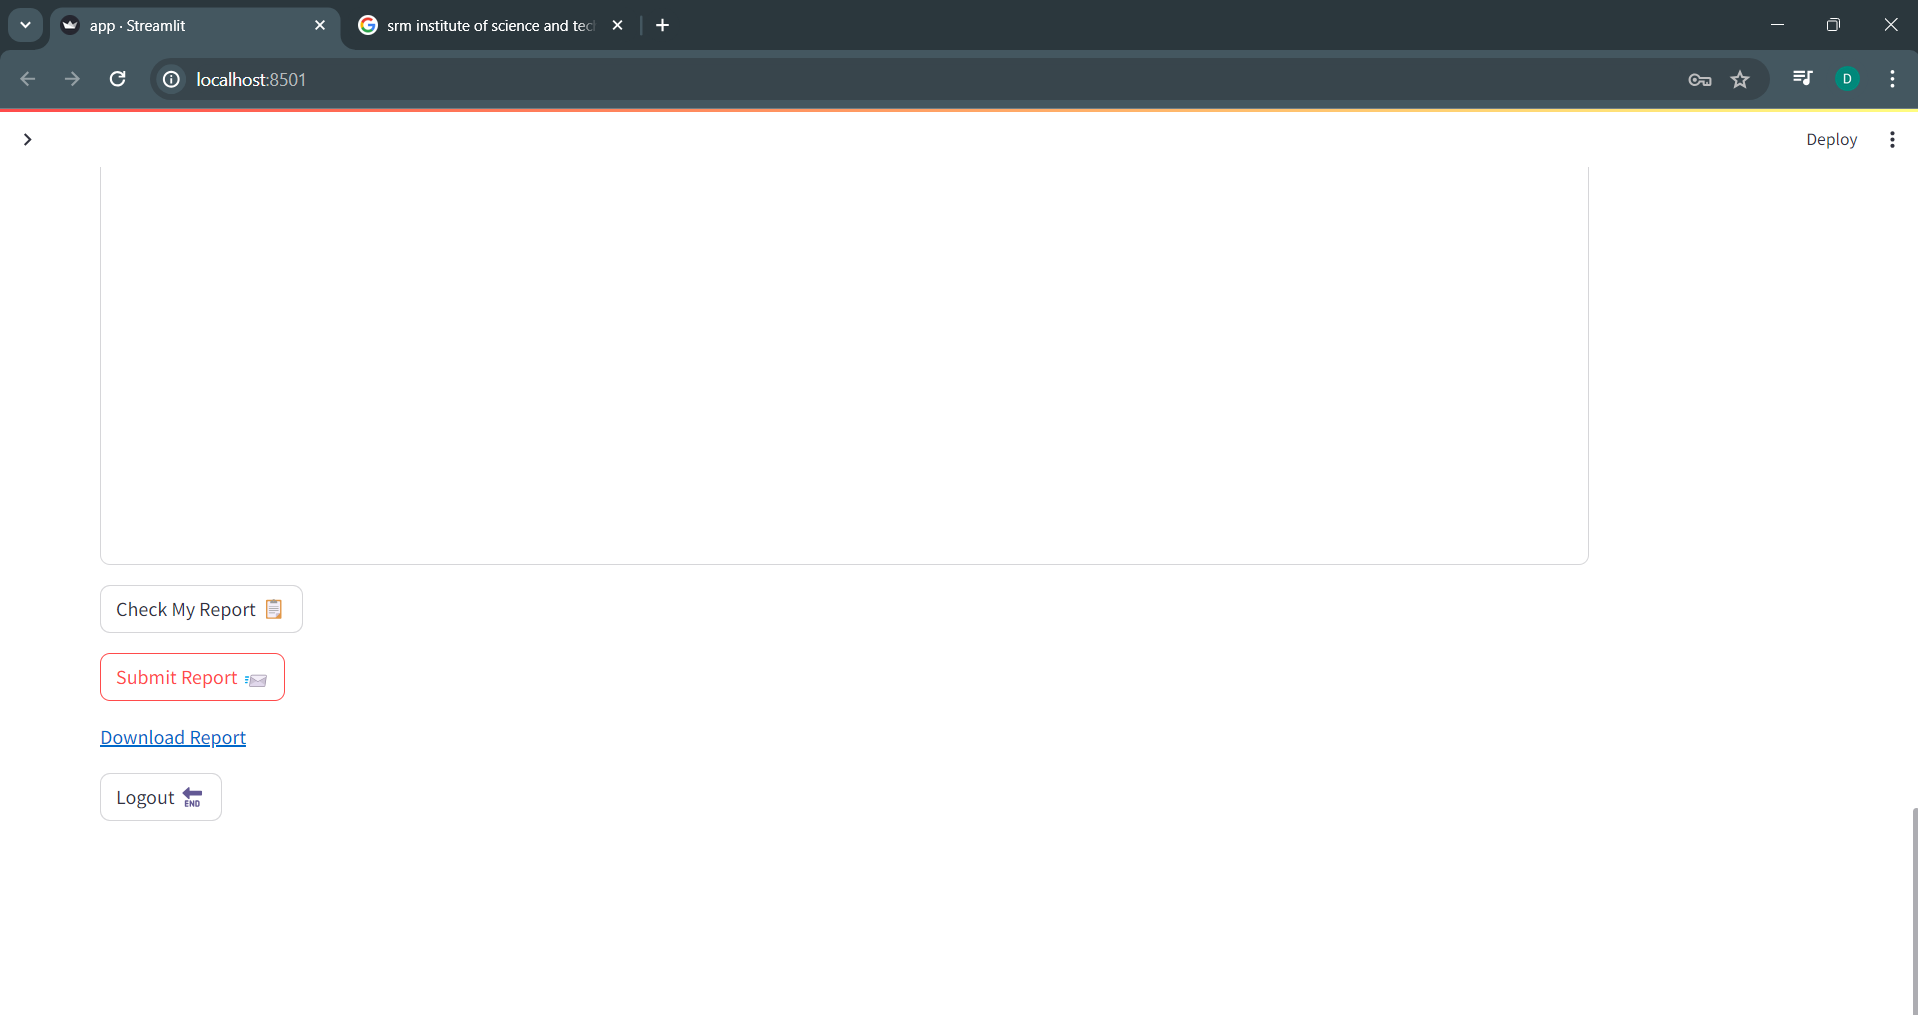 app · Streamlit
srm institute of science and tec
localhost:8501
D
Deploy
Check My Report
Submit Report
Download Report
Logout
END